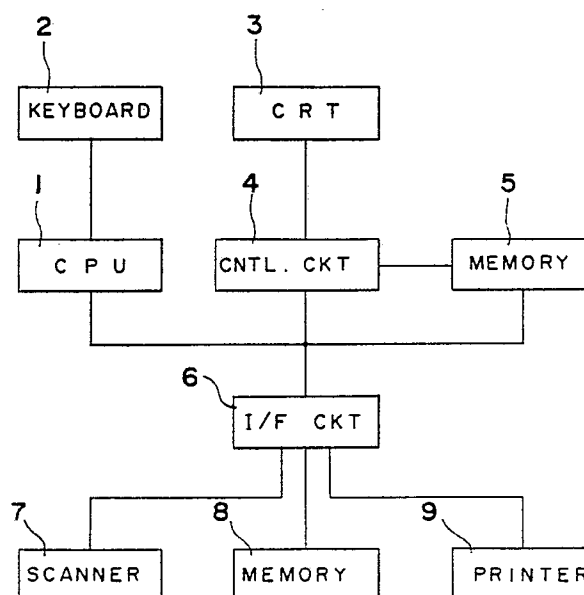 2
3
KEYBOARD
CRT
1
4
5
CPU
CNTL. CKT
MEMORY
6
I/F CKT
7
8
9
SCANNER
MEMORY
PRINTER